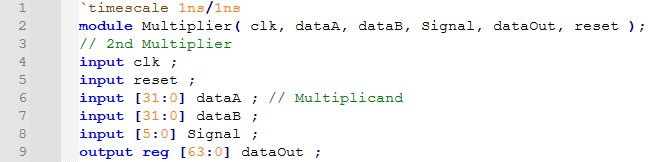 1 `timescale 1ns/1ns
2 module Multiplier( clk, dataA, dataB, Signal, dataOut, reset );
3 // 2nd Multiplier
4 input clk ;
5 input reset ;
6 input [31:0] dataA ; // Multiplicand
7 input [31:0] dataB ;
8 input [5:0] Signal ;
9 output reg [63:0] dataOut ;